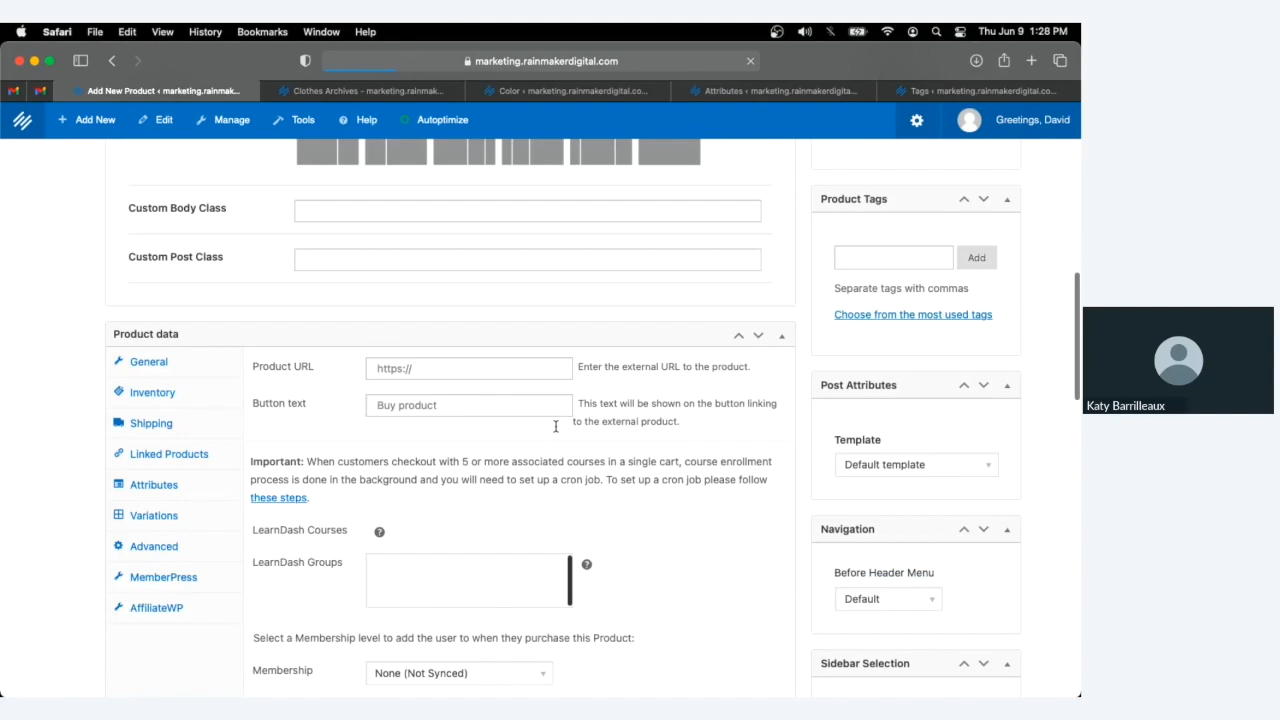 Safari File Edit View History Bookmarks Window Help Thu Jun 9 1:28 PM
marketing.rainmakerdigital.com
Add New Product ‹ marketing.rainmak... Clothes Archives - marketing.rainmak... Color ‹ marketing.rainmakerdigital.co... Attributes ‹ marketing.rainmakerdigita... Tags ‹ marketing.rainmakerdigital.co...
Add New Edit Manage Tools Help Autoptimize Greetings, David
Custom Body Class
Custom Post Class
Product data
General
Inventory
Shipping
Linked Products
Attributes
Variations
Advanced
MemberPress
AffiliateWP
Product URL https:// Enter the external URL to the product.
Button text Buy product This text will be shown on the button linking
to the external product.
Important: When customers checkout with 5 or more associated courses in a single cart, course enrollment
process is done in the background and you will need to set up a cron job. To set up a cron job please follow
these steps.
LearnDash Courses
LearnDash Groups
Select a Membership level to add the user to when they purchase this Product:
Membership None (Not Synced)
Product Tags
Add
Separate tags with commas
Choose from the most used tags
Post Attributes
Template
Default template
Navigation
Before Header Menu
Default
Sidebar Selection
Katy Barrilleaux